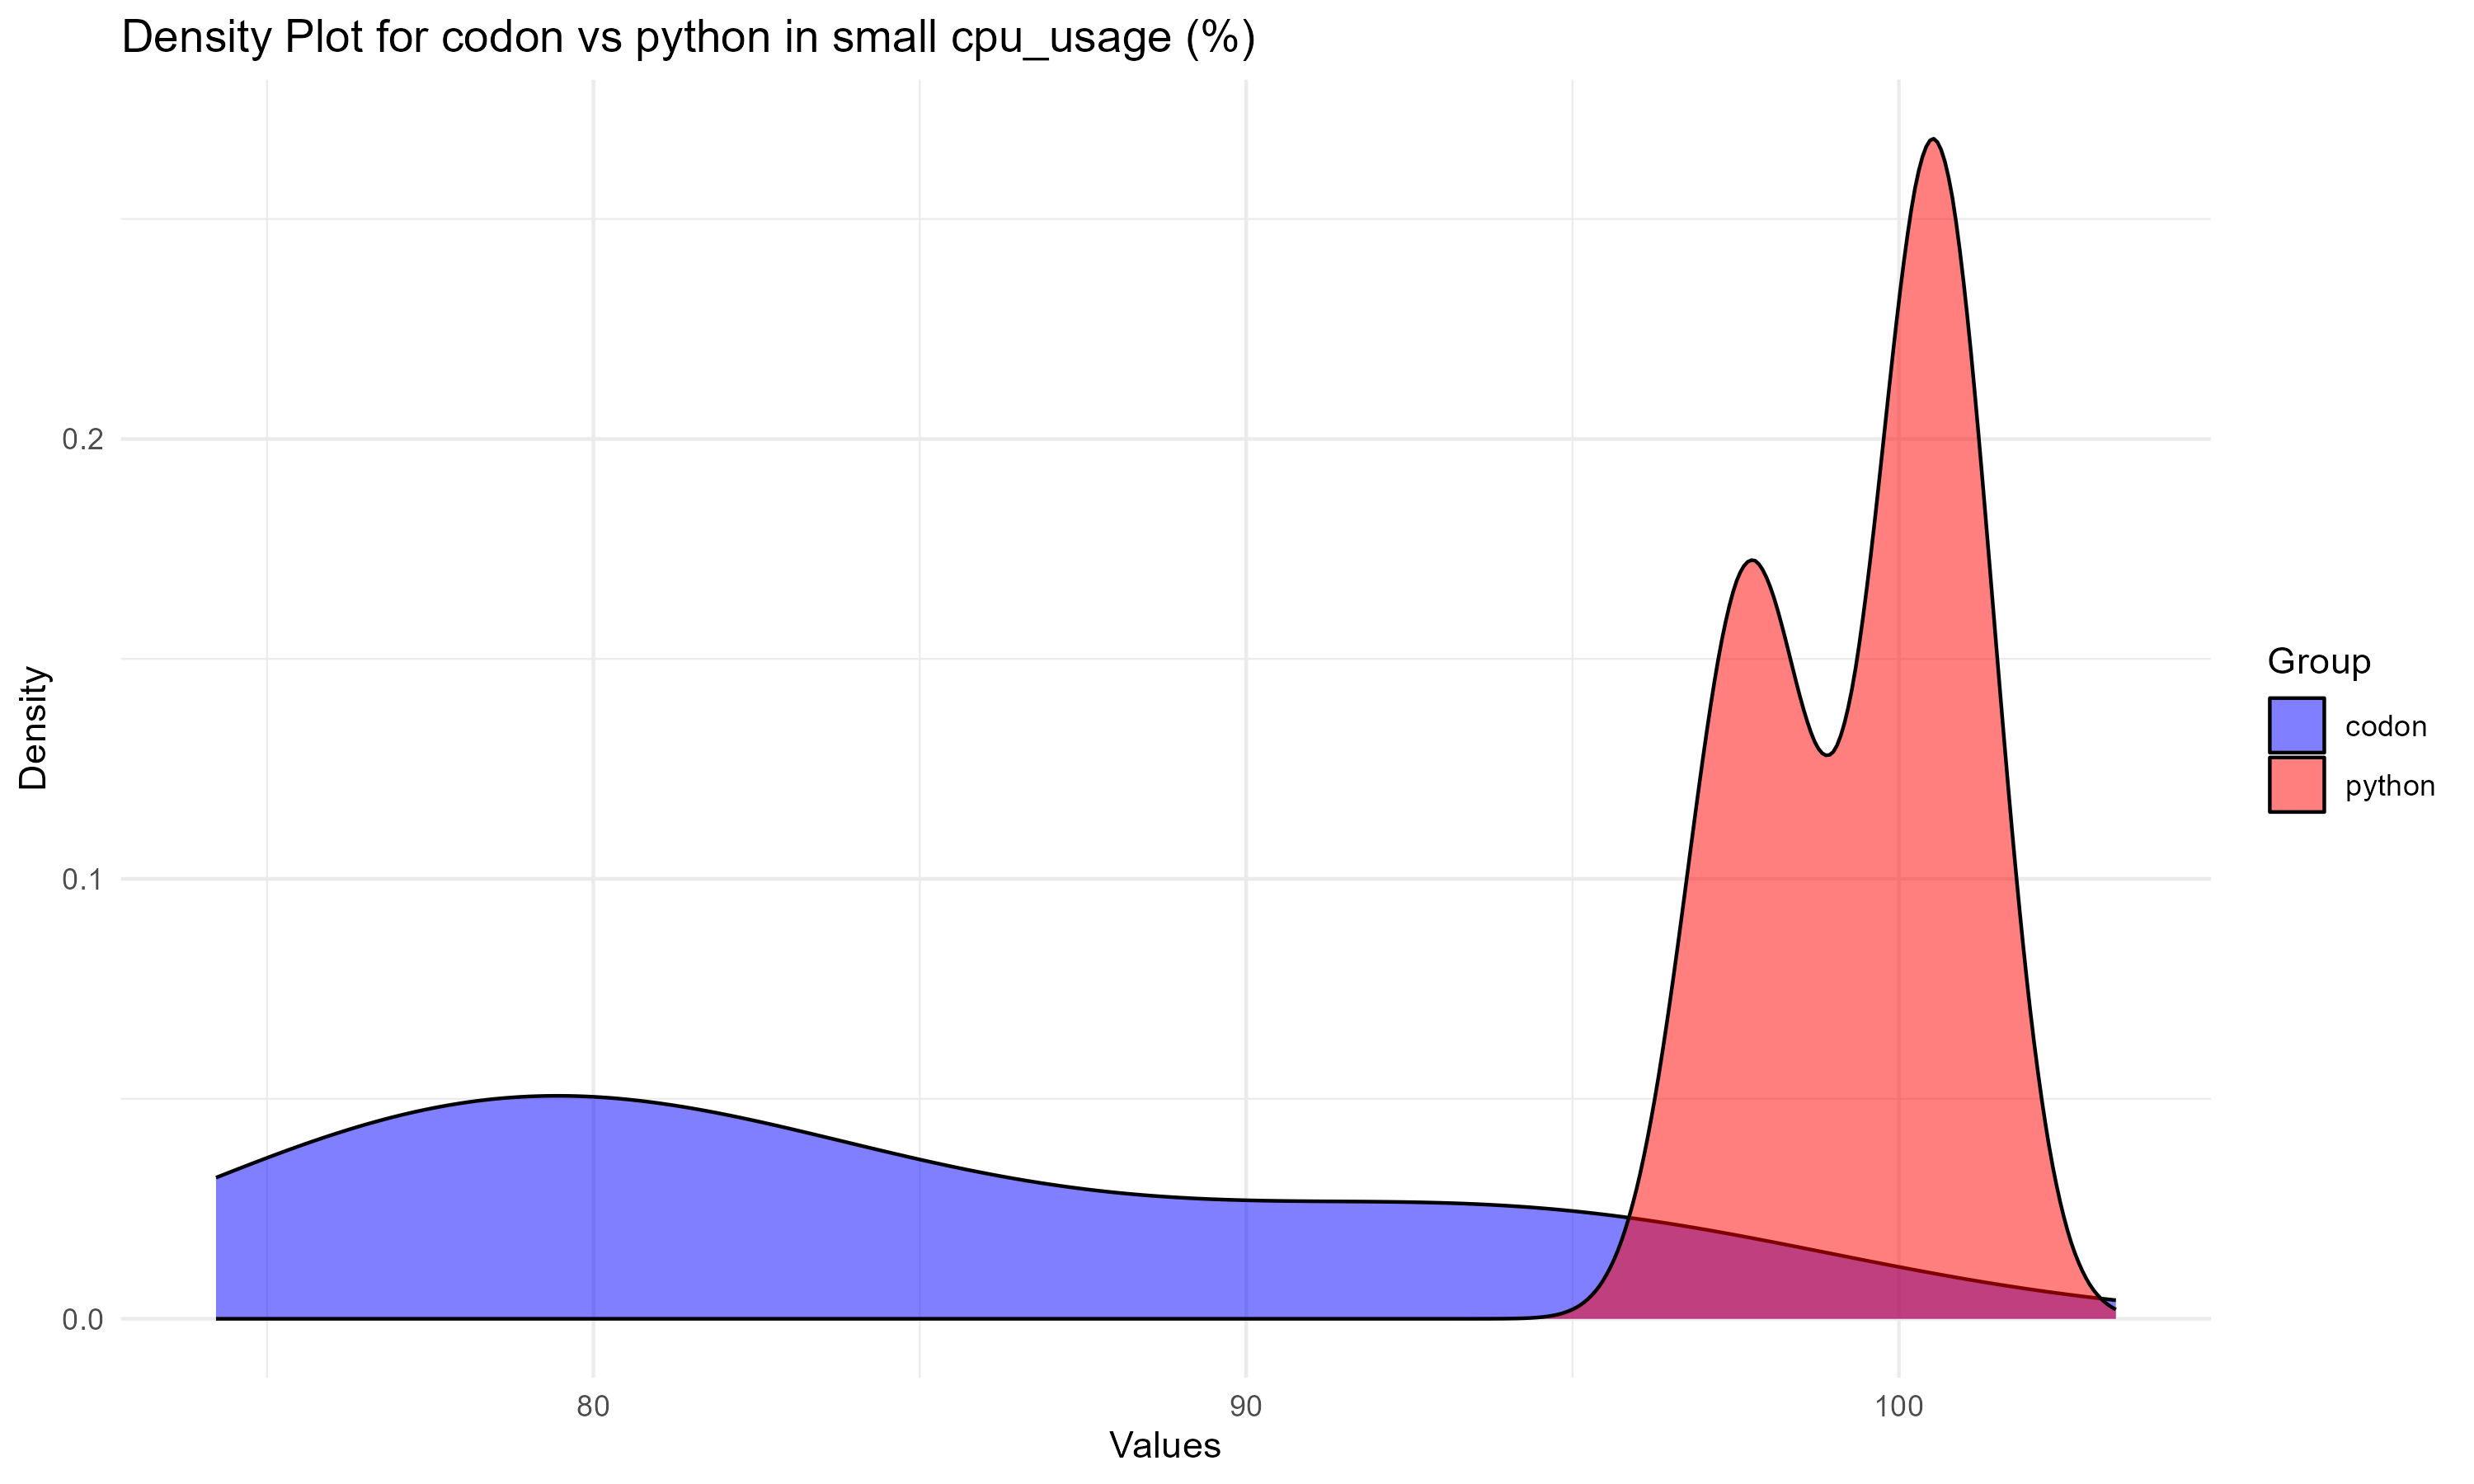 Density Plot for codon vs python in small cpu_usage (%)
Density
0.2
0.1
0.0
80
90
100
Values
Group
codon
python